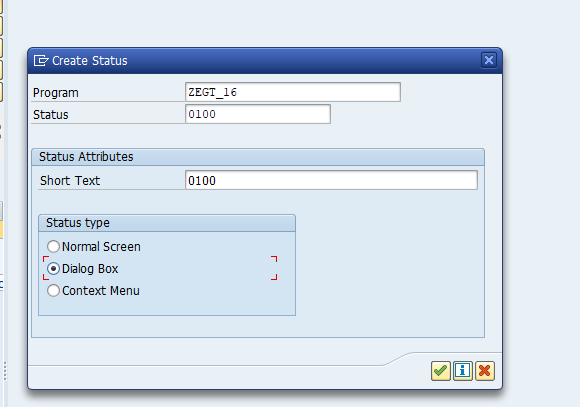 Create Status
Program ZEGT_16
Status 0100
Status Attributes
Short Text 0100
Status type
Normal Screen
Dialog Box
Context Menu